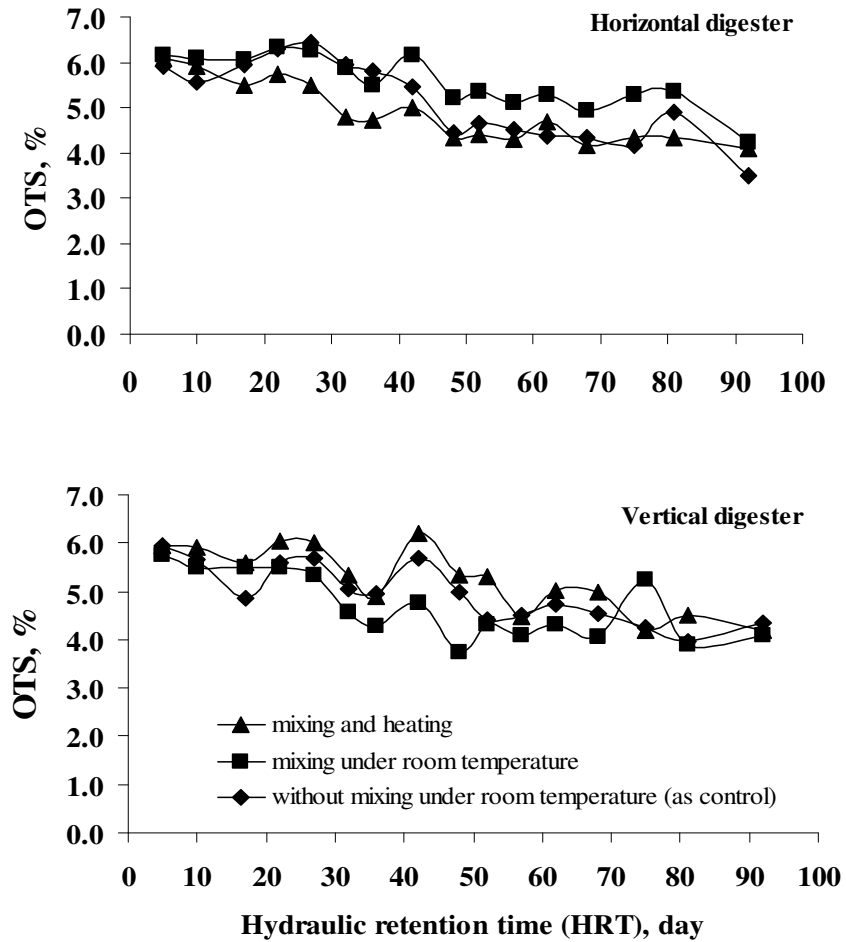 Horizontal digester
OTS, %
7.0
6.0
5.0
4.0
3.0
2.0
1.0
0.0
0 10 20 30 40 50 60 70 80 90 100
Vertical digester
OTS, %
7.0
6.0
5.0
4.0
3.0
2.0
1.0
0.0
mixing and heating
mixing under room temperature
without mixing under room temperature (as control)
0 10 20 30 40 50 60 70 80 90 100
Hydraulic retention time (HRT), day